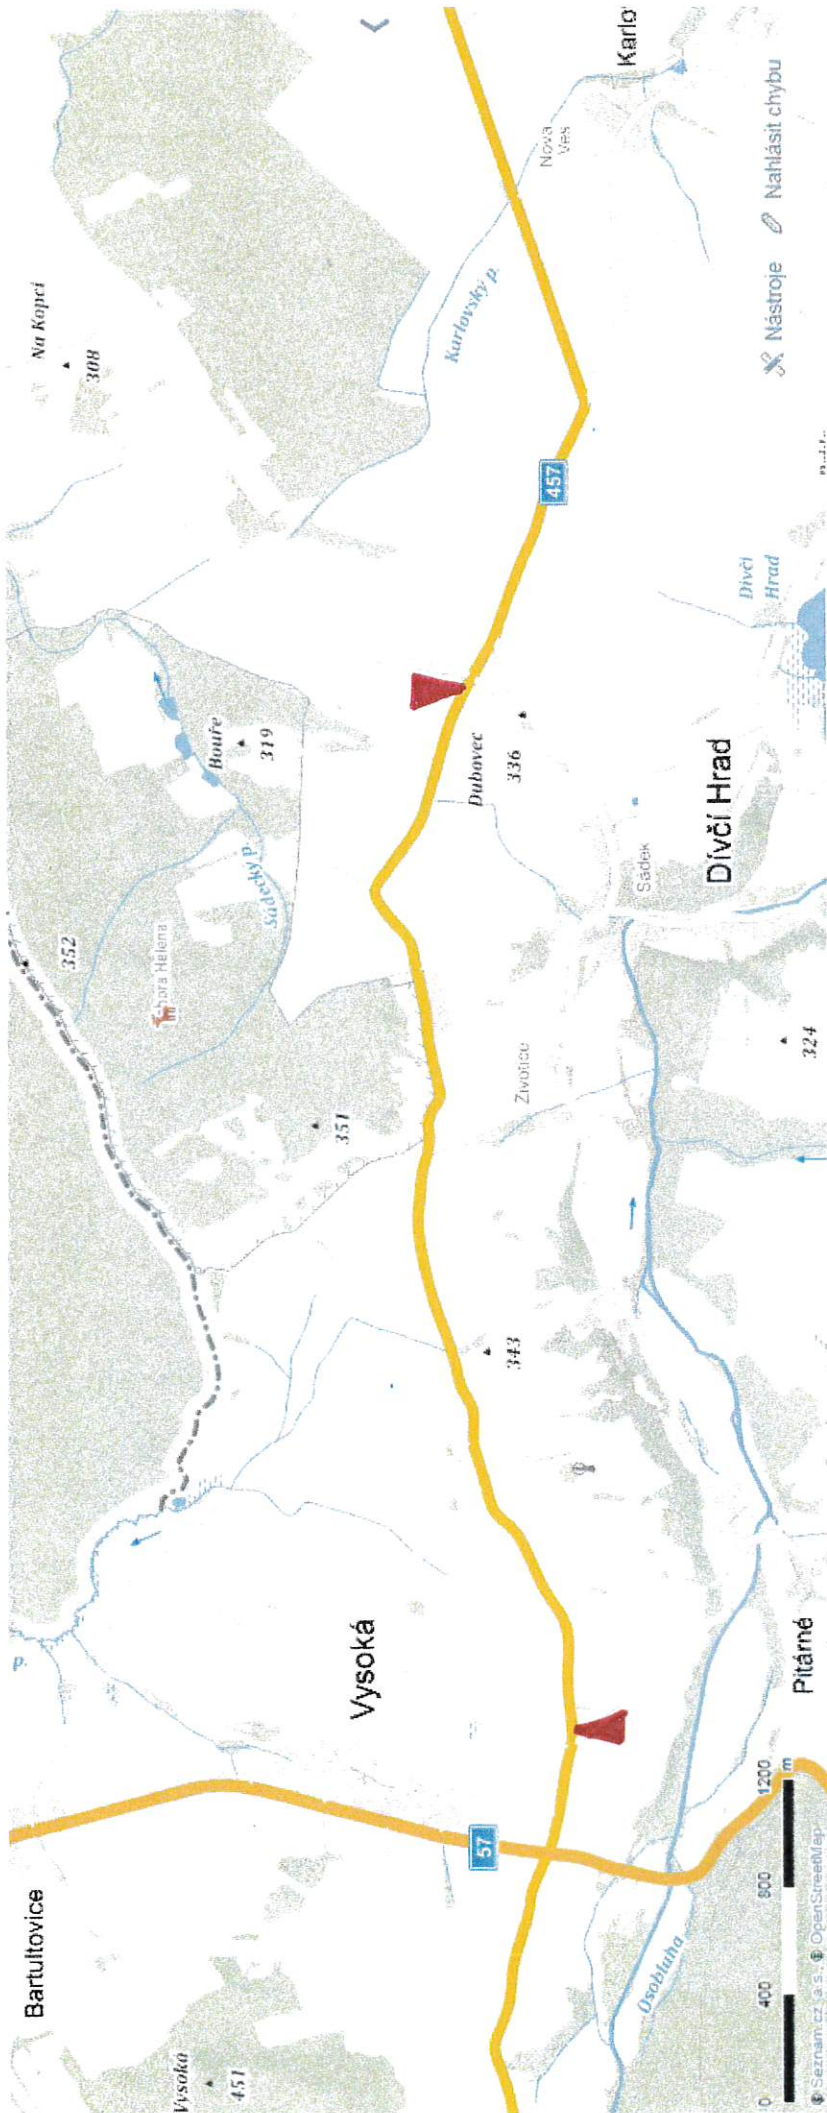 Bartultovice
Vysoká
451
57
Vysoká
p.
352
Obora Helena
Sádecký p.
Bouře
319
Na Kopci
308
351
343
Životice
Dubovec
336
Sádek
Dívčí Hrad
Dívčí
Hrad
457
Karlovský p.
Nová
Ves
Karlo
324
Pitárné
Osoblaha
0
400
800
1200
m
© Seznam.cz, a.s., © OpenStreetMap
Nástroje
Nahlásit chybu